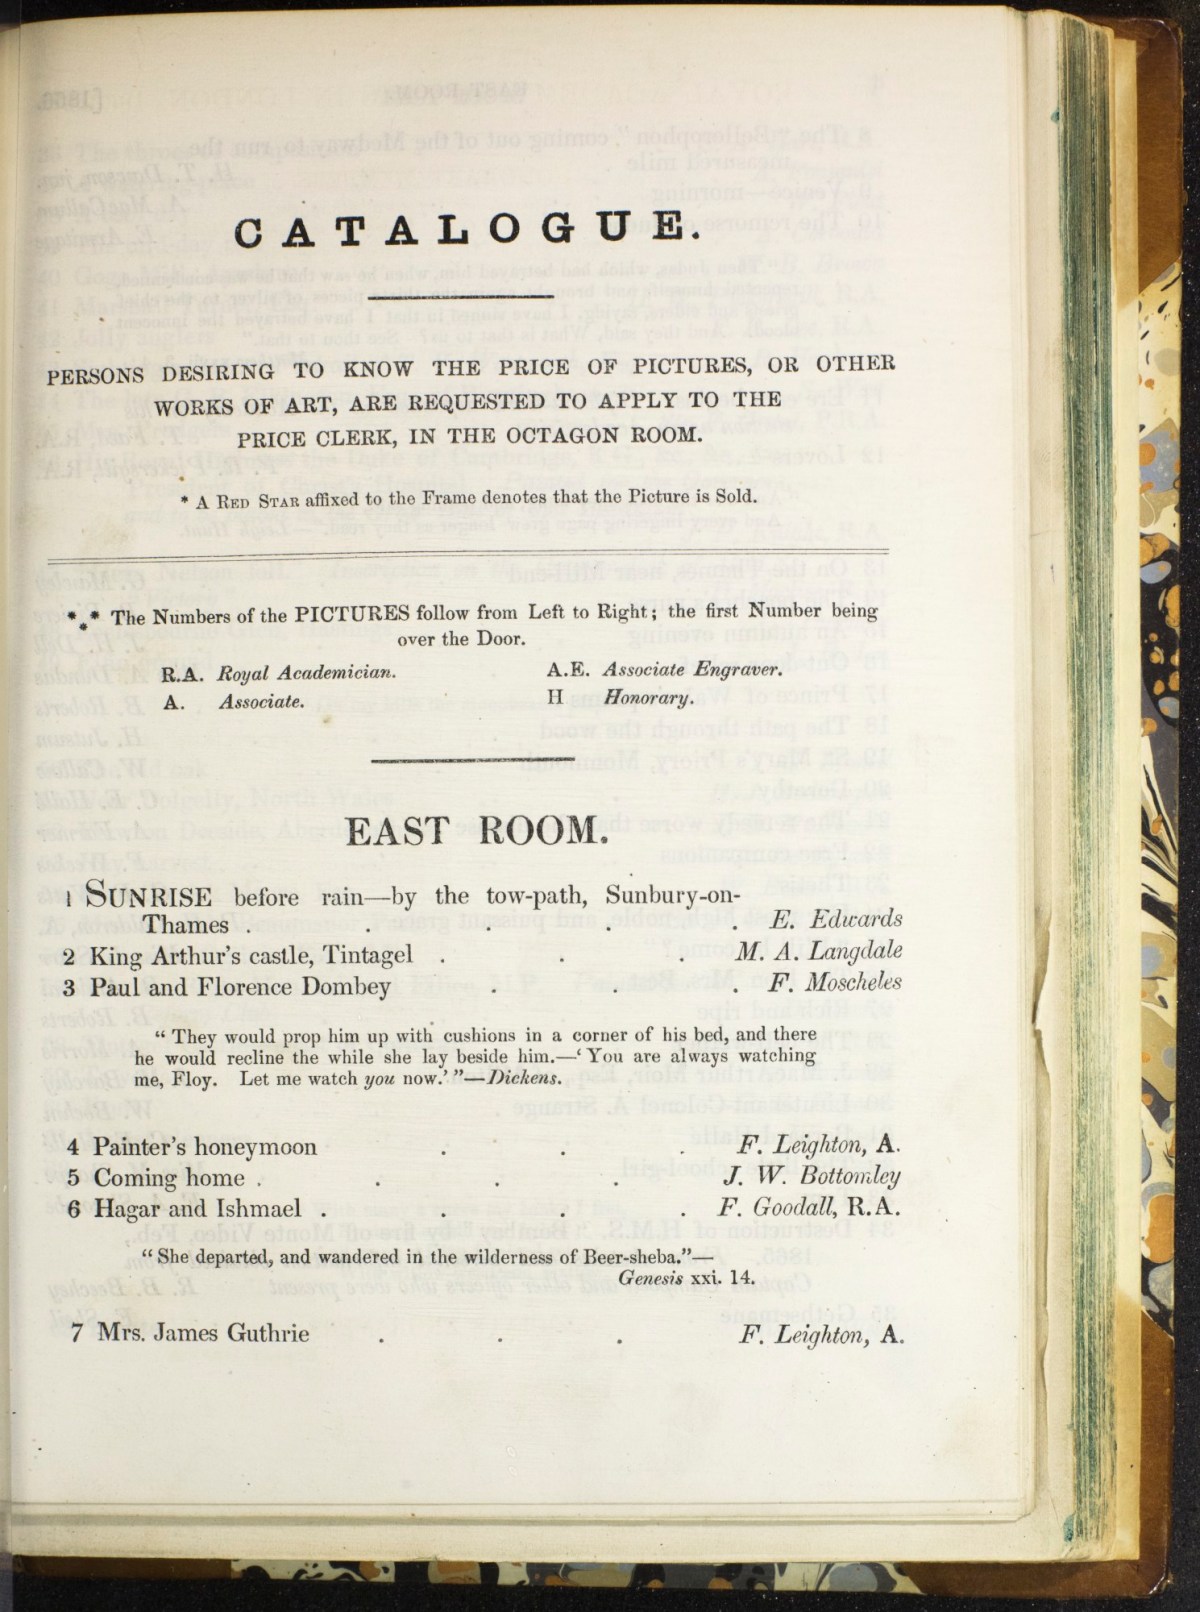 CATALOGUE.
PERSONS DESIRING TO KNOW THE PRICE OF PICTURES, OR OTHER
WORKS OF ART, ARE REQUESTED TO APPLY TO THE
PRICE CLERK, IN THE OCTAGON ROOM.
* A RED STAR affixed to the Frame denotes that the Picture is Sold.
*** The Numbers of the PICTURES follow from Left to Right; the first Number being
over the Door.
R.A. Royal Academician. A.E. Associate Engraver.
A. Associate. H Honorary.
EAST ROOM.
1 SUNRISE before rain—by the tow-path, Sunbury-on-
Thames . . . . . E. Edwards
2 King Arthur's castle, Tintagel . . . M. A. Langdale
3 Paul and Florence Dombey . . . F. Moscheles
"They would prop him up with cushions in a corner of his bed, and there
he would recline the while she lay beside him.—'You are always watching
me, Floy. Let me watch you now.'"—Dickens.
4 Painter's honeymoon . . . F. Leighton, A.
5 Coming home . . . . J. W. Bottomley
6 Hagar and Ishmael . . . . F. Goodall, R.A.
"She departed, and wandered in the wilderness of Beer-sheba."—
Genesis xxi. 14.
7 Mrs. James Guthrie . . . F. Leighton, A.